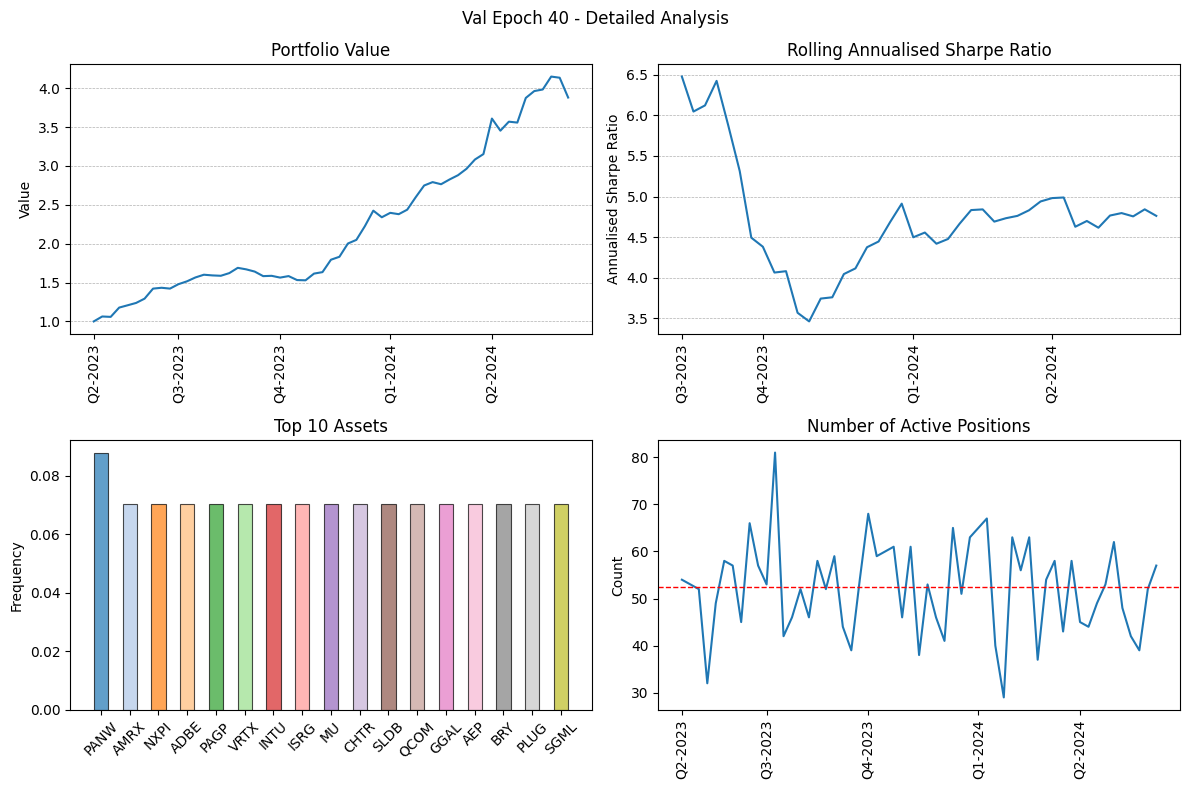 Val Epoch 40 - Detailed Analysis
Portfolio Value
Value
4.0
3.5
3.0
2.5
2.0
1.5
1.0
Q2-2023
Q3-2023
Q4-2023
Q1-2024
Q2-2024
Rolling Annualised Sharpe Ratio
Annualised Sharpe Ratio
6.5
6.0
5.5
5.0
4.5
4.0
3.5
Q3-2023
Q4-2023
Q1-2024
Q2-2024
Top 10 Assets
Frequency
0.08
0.06
0.04
0.02
0.00
PANW
AMRX
NXPI
ADBE
PAGP
VRTX
INTU
ISRG
MU
CHTR
SLDB
QCOM
GGAL
AEP
BRY
PLUG
SGML
Number of Active Positions
Count
80
70
60
50
40
30
Q2-2023
Q3-2023
Q4-2023
Q1-2024
Q2-2024